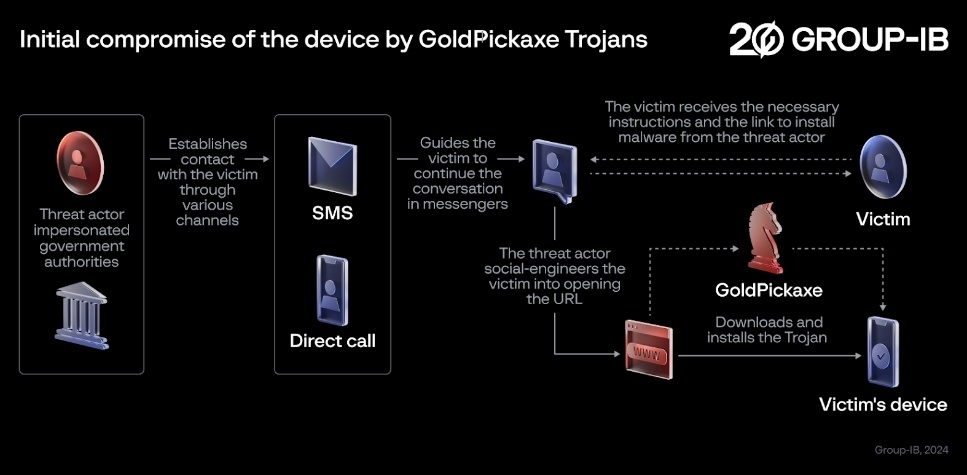 Initial compromise of the device by GoldPickaxe Trojans
20 GROUP-IB
Threat actor
impersonated
government
authorities
Establishes
contact
with the victim
through
various
channels
SMS
Direct call
Guides the
victim to
continue the
conversation
in messengers
The victim receives the necessary
instructions and the link to install
malware from the threat actor
Victim
The threat actor
social-engineers the
victim into opening
the URL
GoldPickaxe
WWW
Downloads and
installs the Trojan
Victim's device
Group-IB, 2024